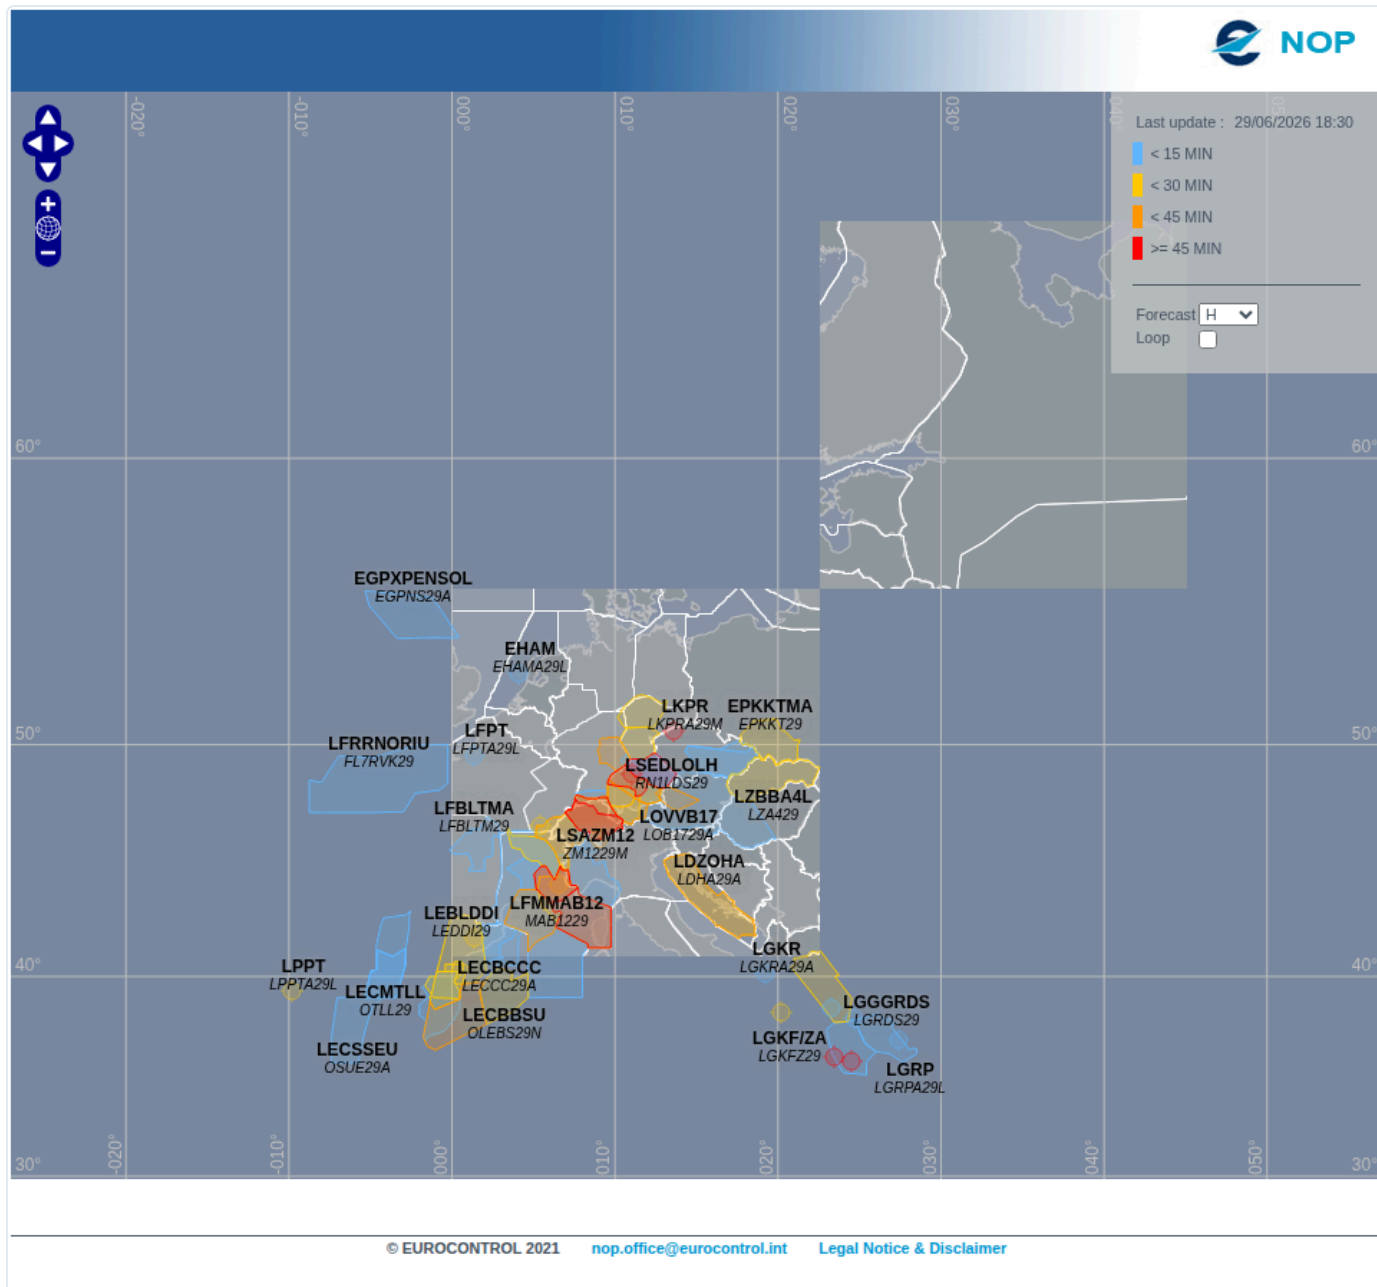 NOP
-020°
-010°
000°
010°
020°
030°
040°
050°
Last update : 29/06/2026 18:30
< 15 MIN
< 30 MIN
< 45 MIN
>= 45 MIN
Forecast H
Loop
60°
60°
EGPXPENSOL
EGPNS29A
EHAM
EHAMA29L
LKPR
LKPRA29M
EPKKTMA
EPKKT29
50°
50°
LFPT
LFPTA29L
LFRRNORIU
FL7RVK29
LSEDLOLH
RN1LDS29
LZBBA4L
LZA429
LFBLTMA
LFBLTM29
LOVVB17
LOB1729A
LSAZM12
ZM1229M
LDZOHA
LDHA29A
LFMMAB12
MAB1229
LEBLDDI
LEDDI29
LGKR
LGKRA29A
40°
40°
LPPT
LPPTA29L
LECBCCC
LECCC29A
LECMTLL
OTLL29
LGGGRDS
LGRDS29
LECBBSU
OLEBS29N
LGKF/ZA
LGKFZ29
LECSSEU
OSUE29A
LGRP
LGRPA29L
-020°
-010°
000°
010°
020°
030°
040°
050°
30°
30°
© EUROCONTROL 2021 nop.office@eurocontrol.int Legal Notice & Disclaimer